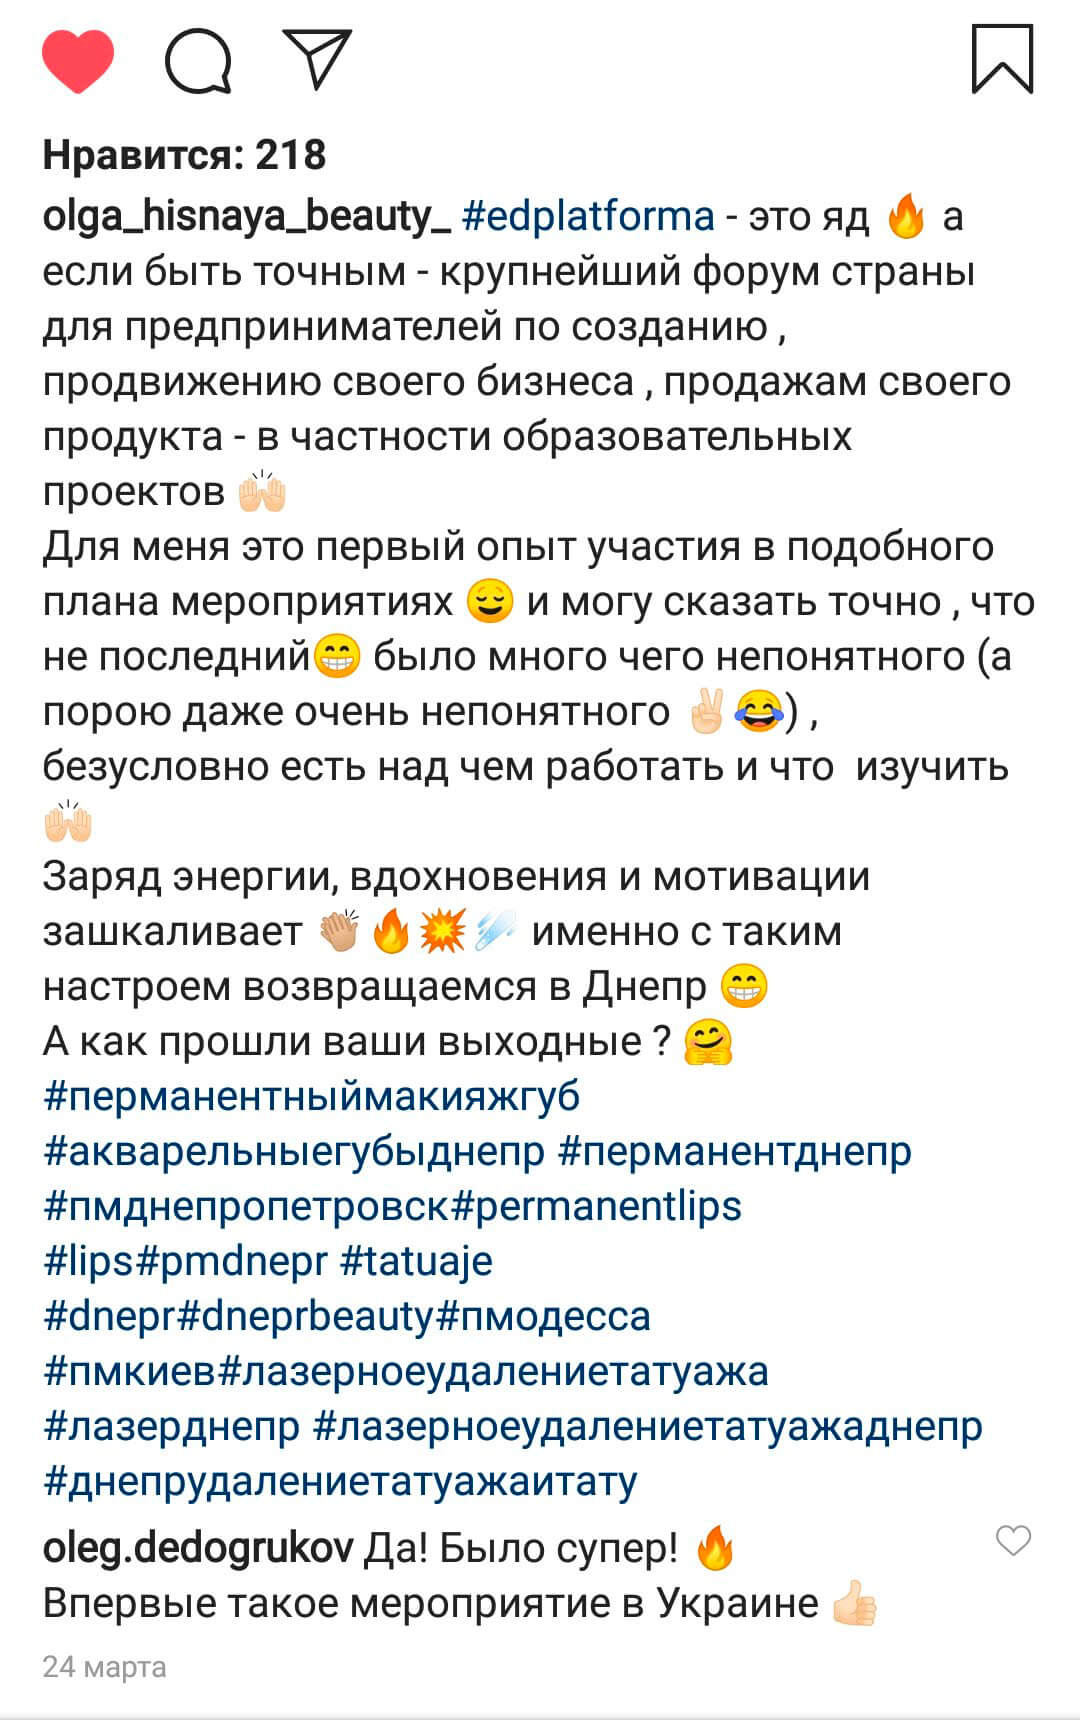 Нравится: 218
olga_hisnaya_beauty_ #edplatforma - это яд 🔥 а
если быть точным - крупнейший форум страны
для предпринимателей по созданию ,
продвижению своего бизнеса , продажам своего
продукта - в частности образовательных
проектов 🙌🏻
Для меня это первый опыт участия в подобного
плана мероприятиях 😌 и могу сказать точно , что
не последний😁 было много чего непонятного (а
порою даже очень непонятного ✌🏻😂) ,
безусловно есть над чем работать и что  изучить
🙌🏻
Заряд энергии, вдохновения и мотивации
зашкаливает 👏🏼🔥💥☄️ именно с таким
настроем возвращаемся в Днепр 😁
А как прошли ваши выходные ? 🤗
#перманентныймакияжгуб
#акварельныегубыднепр #перманентднепр
#пмднепропетровск#permanentlips
#lips#pmdnepr #tatuaje
#dnepr#dneprbeauty#пмодесса
#пмкиев#лазерноеудалениетатуажа
#лазерднепр #лазерноеудалениетатуажаднепр
#днепрудалениетатуажаитату
oleg.dedogrukov Да! Было супер! 🔥
Впервые такое мероприятие в Украине 👍🏻
24 марта